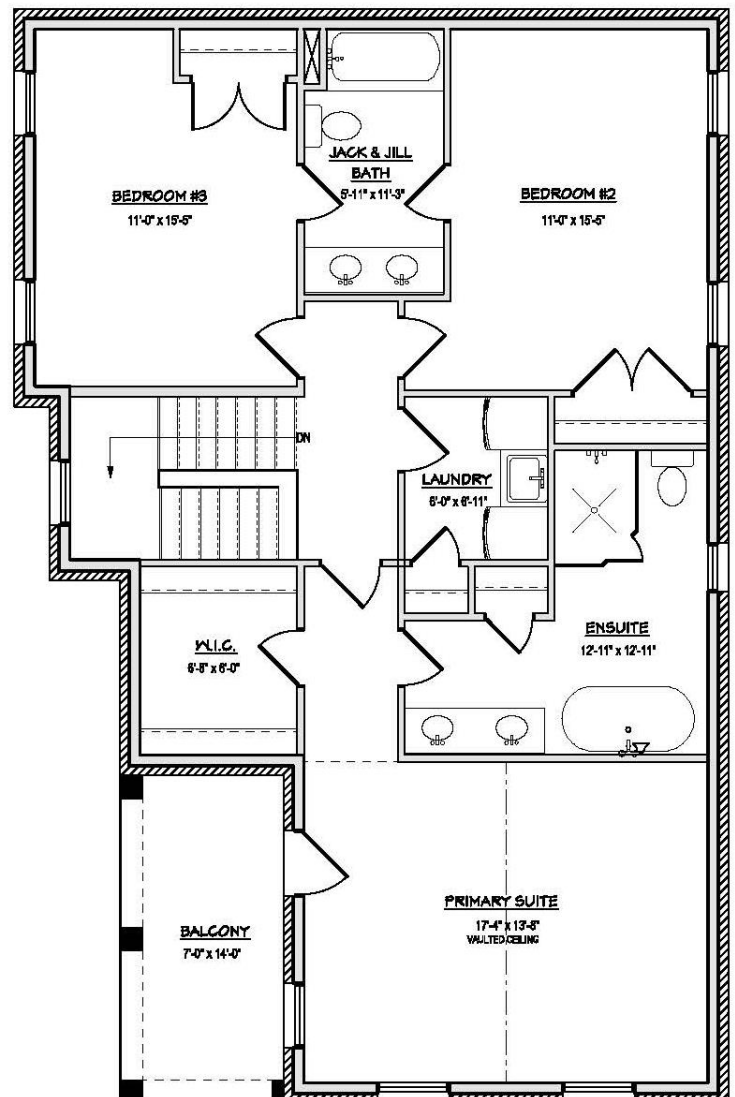 JACK & JILL
BATH
5'-11" x 11'-3"
BEDROOM #3
11'-0" x 15'-5"
BEDROOM #2
11'-0" x 15'-5"
DN
LAUNDRY
6'-0" x 6'-11"
W.I.C.
6'-8" x 8'-0"
ENSUITE
12'-11" x 12'-11"
PRIMARY SUITE
17'-4" x 13'-8"
VAULTED CEILING
BALCONY
7'-0" x 14'-0"